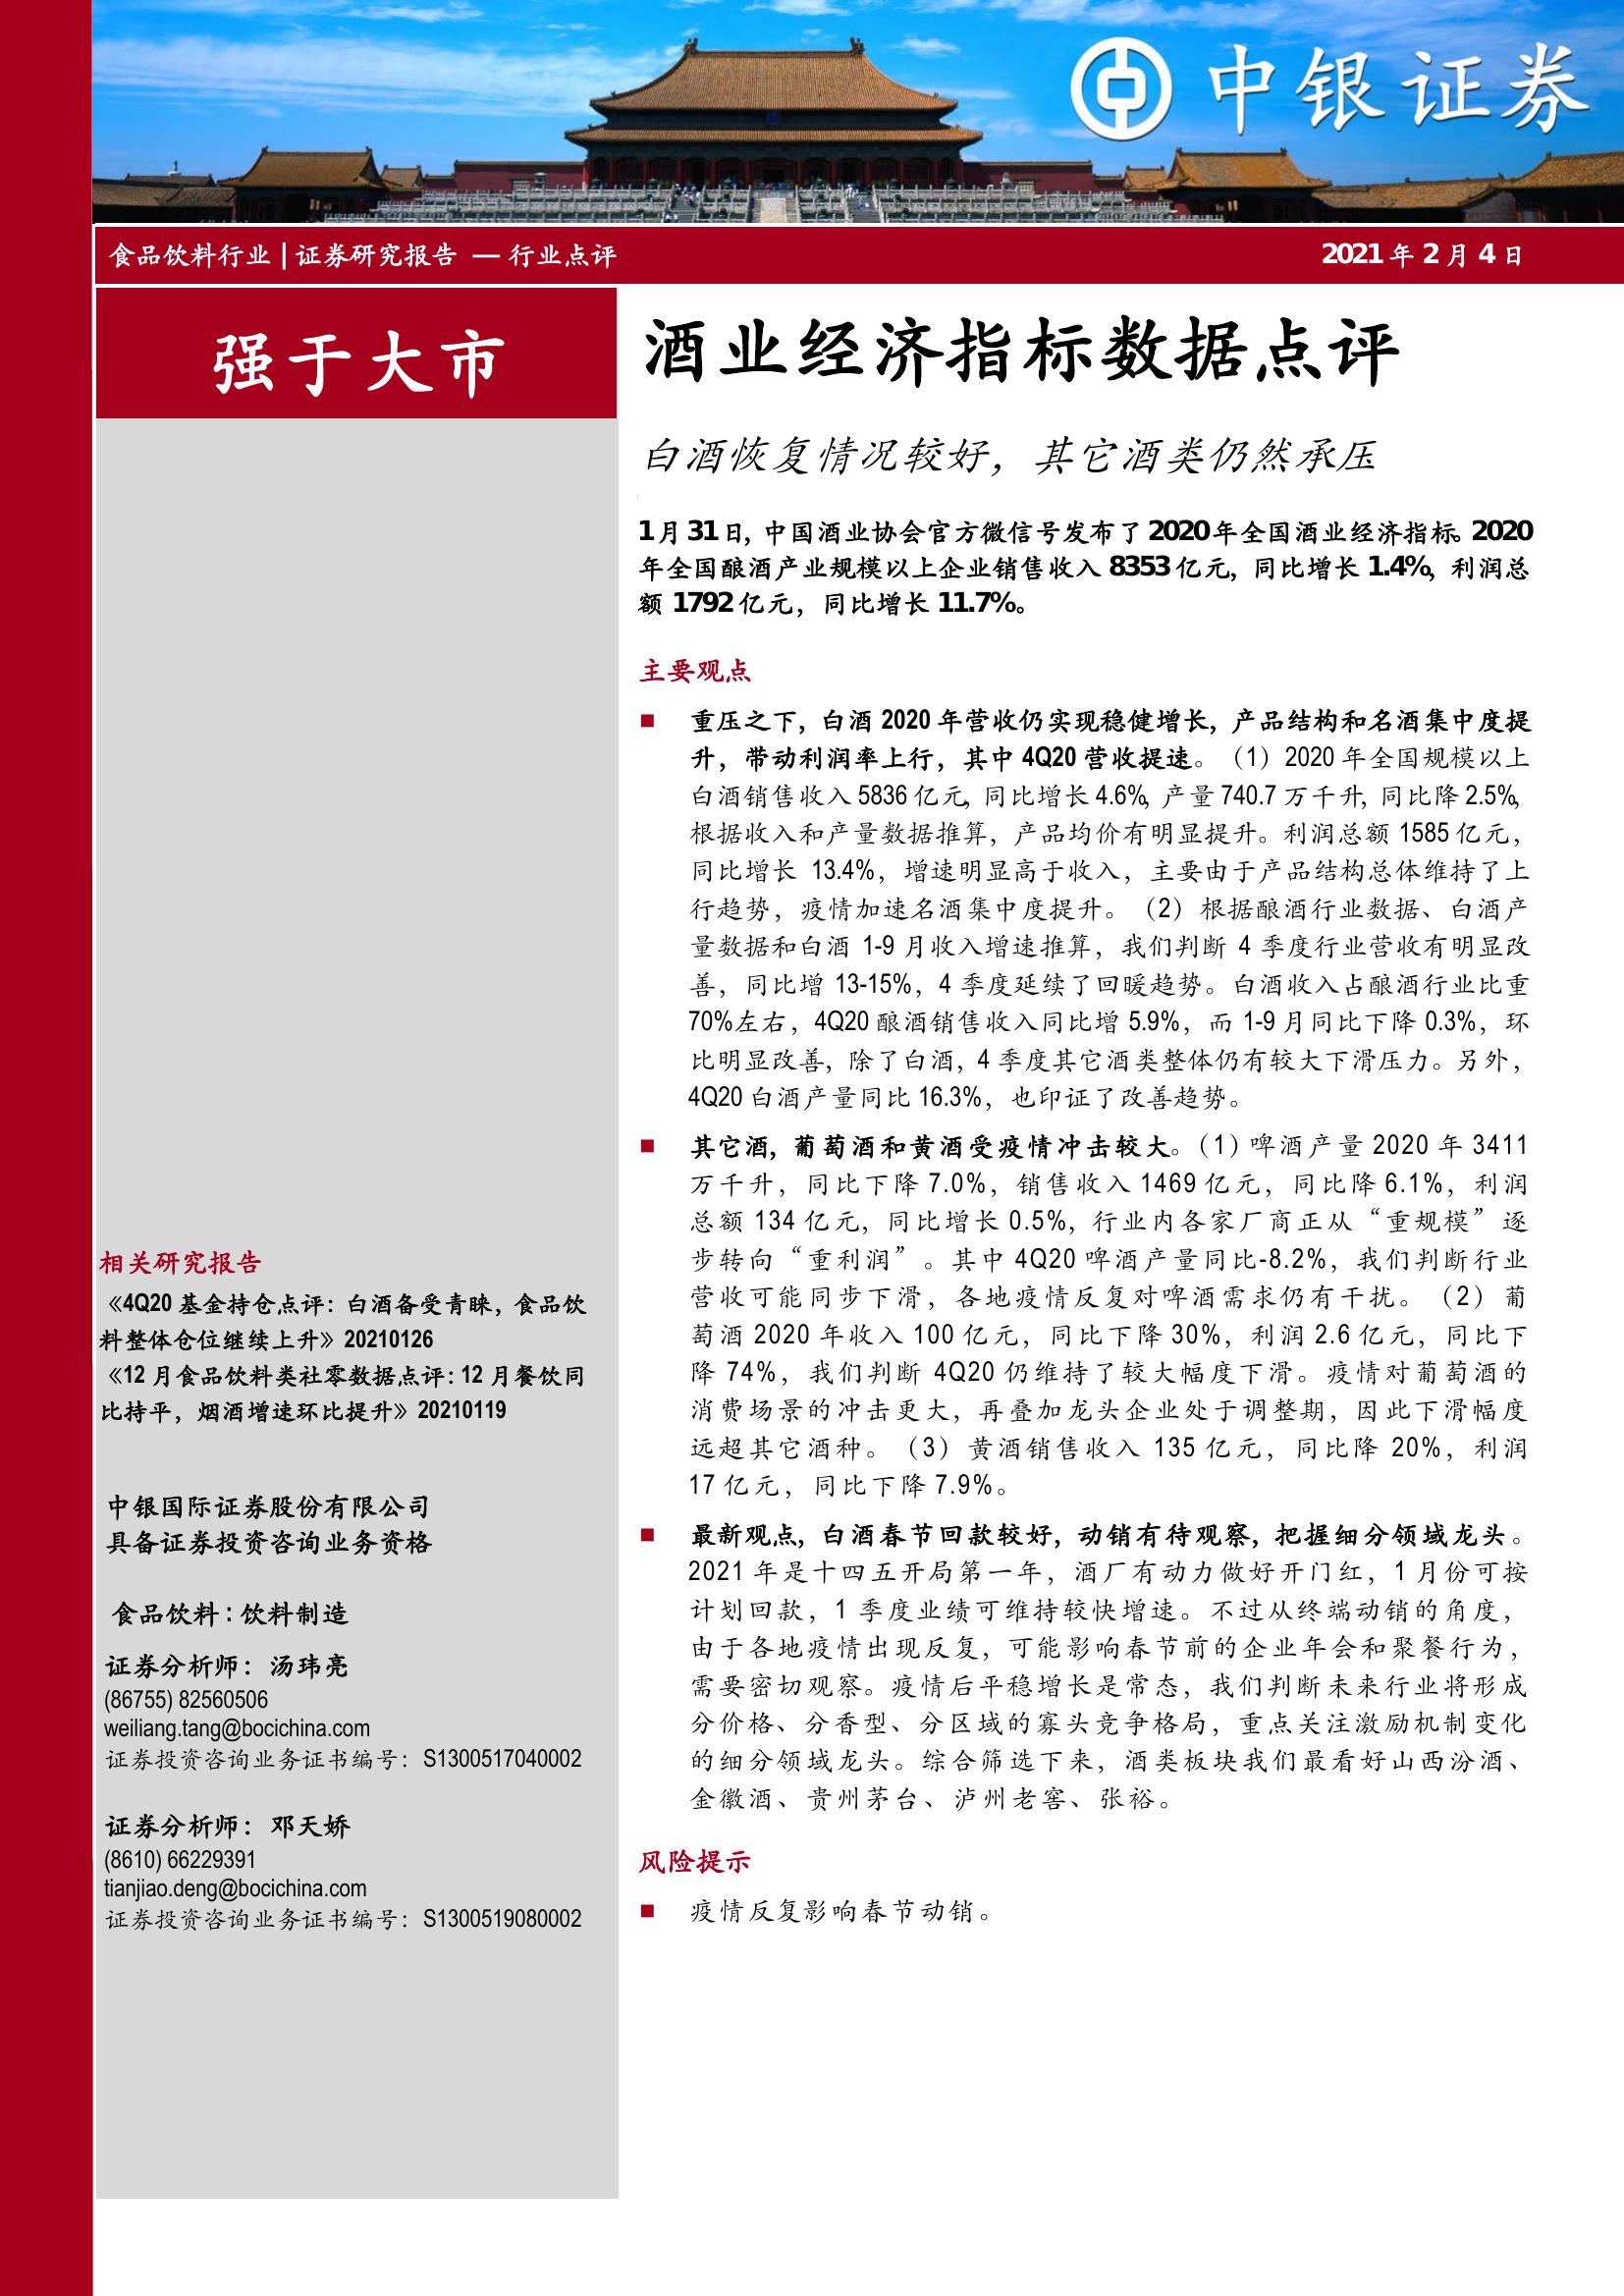 中银证券
食品饮料行业 | 证券研究报告 — 行业点评
2021 年 2 月 4 日
强于大市
酒业经济指标数据点评
白酒恢复情况较好，其它酒类仍然承压
1 月 31 日, 中国酒业协会官方微信号发布了 2020 年全国酒业经济指标。2020
年全国酿酒产业规模以上企业销售收入 8353 亿元, 同比增长 1.4%, 利润总
额 1792 亿元，同比增长 11.7%。
主要观点
■ 重压之下，白酒 2020 年营收仍实现稳健增长，产品结构和名酒集中度提
升，带动利润率上行，其中 4Q20 营收提速。（1）2020 年全国规模以上
白酒销售收入 5836 亿元, 同比增长 4.6%, 产量 740.7 万千升, 同比降 2.5%,
根据收入和产量数据推算，产品均价有明显提升。利润总额 1585 亿元，
同比增长 13.4%，增速明显高于收入，主要由于产品结构总体维持了上
行趋势，疫情加速名酒集中度提升。（2）根据酿酒行业数据、白酒产
量数据和白酒 1-9 月收入增速推算，我们判断 4 季度行业营收有明显改
善，同比增 13-15%，4 季度延续了回暖趋势。白酒收入占酿酒行业比重
70%左右，4Q20 酿酒销售收入同比增 5.9%，而 1-9 月同比下降 0.3%，环
比明显改善, 除了白酒, 4 季度其它酒类整体仍有较大下滑压力。另外，
4Q20 白酒产量同比 16.3%，也印证了改善趋势。
■ 其它酒, 葡萄酒和黄酒受疫情冲击较大。（1）啤酒产量 2020 年 3411
万千升，同比下降 7.0%，销售收入 1469 亿元，同比降 6.1%，利润
总额 134 亿元, 同比增长 0.5%, 行业内各家厂商正从“重规模”逐
步转向“重利润”。其中 4Q20 啤酒产量同比-8.2%，我们判断行业
营收可能同步下滑，各地疫情反复对啤酒需求仍有干扰。（2）葡
萄酒 2020 年收入 100 亿元，同比下降 30%，利润 2.6 亿元，同比下
降 74%，我们判断 4Q20 仍维持了较大幅度下滑。疫情对葡萄酒的
消费场景的冲击更大，再叠加龙头企业处于调整期，因此下滑幅度
远超其它酒种。（3）黄酒销售收入 135 亿元，同比降 20%，利润
17 亿元，同比下降 7.9%。
■ 最新观点, 白酒春节回款较好, 动销有待观察, 把握细分领域龙头。
2021 年是十四五开局第一年，酒厂有动力做好开门红，1 月份可按
计划回款，1 季度业绩可维持较快增速。不过从终端动销的角度，
由于各地疫情出现反复，可能影响春节前的企业年会和聚餐行为，
需要密切观察。疫情后平稳增长是常态，我们判断未来行业将形成
分价格、分香型、分区域的寡头竞争格局，重点关注激励机制变化
的细分领域龙头。综合筛选下来，酒类板块我们最看好山西汾酒、
金徽酒、贵州茅台、泸州老窖、张裕。
风险提示
■ 疫情反复影响春节动销。
相关研究报告
《4Q20 基金持仓点评：白酒备受青睐，食品饮
料整体仓位继续上升》20210126
《12 月食品饮料类社零数据点评: 12 月餐饮同
比持平，烟酒增速环比提升》20210119
中银国际证券股份有限公司
具备证券投资咨询业务资格
食品饮料 : 饮料制造
证券分析师：汤玮亮
(86755) 82560506
weiliang.tang@bocichina.com
证券投资咨询业务证书编号：S1300517040002
证券分析师：邓天娇
(8610) 66229391
tianjiao.deng@bocichina.com
证券投资咨询业务证书编号：S1300519080002